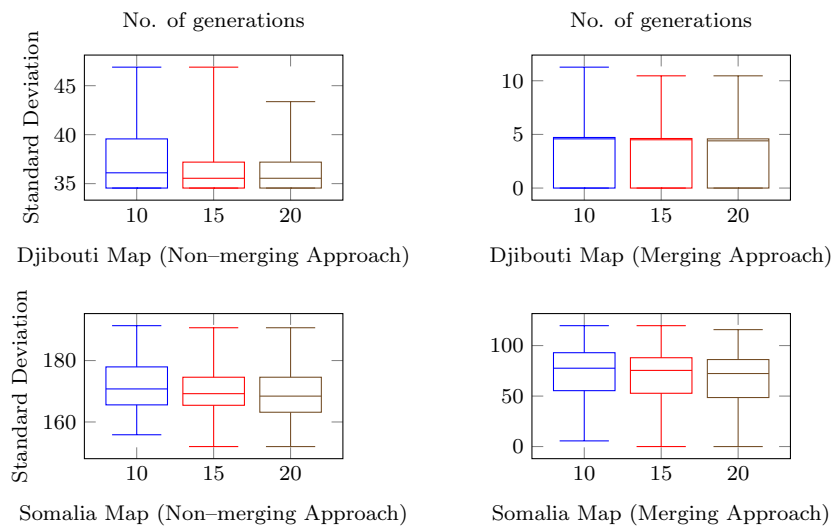 No. of generations
No. of generations
Standard Deviation
45
40
35
10 15 20
Djibouti Map (Non–merging Approach)
10
5
0
10 15 20
Djibouti Map (Merging Approach)
Standard Deviation
180
160
10 15 20
Somalia Map (Non–merging Approach)
100
50
0
10 15 20
Somalia Map (Merging Approach)